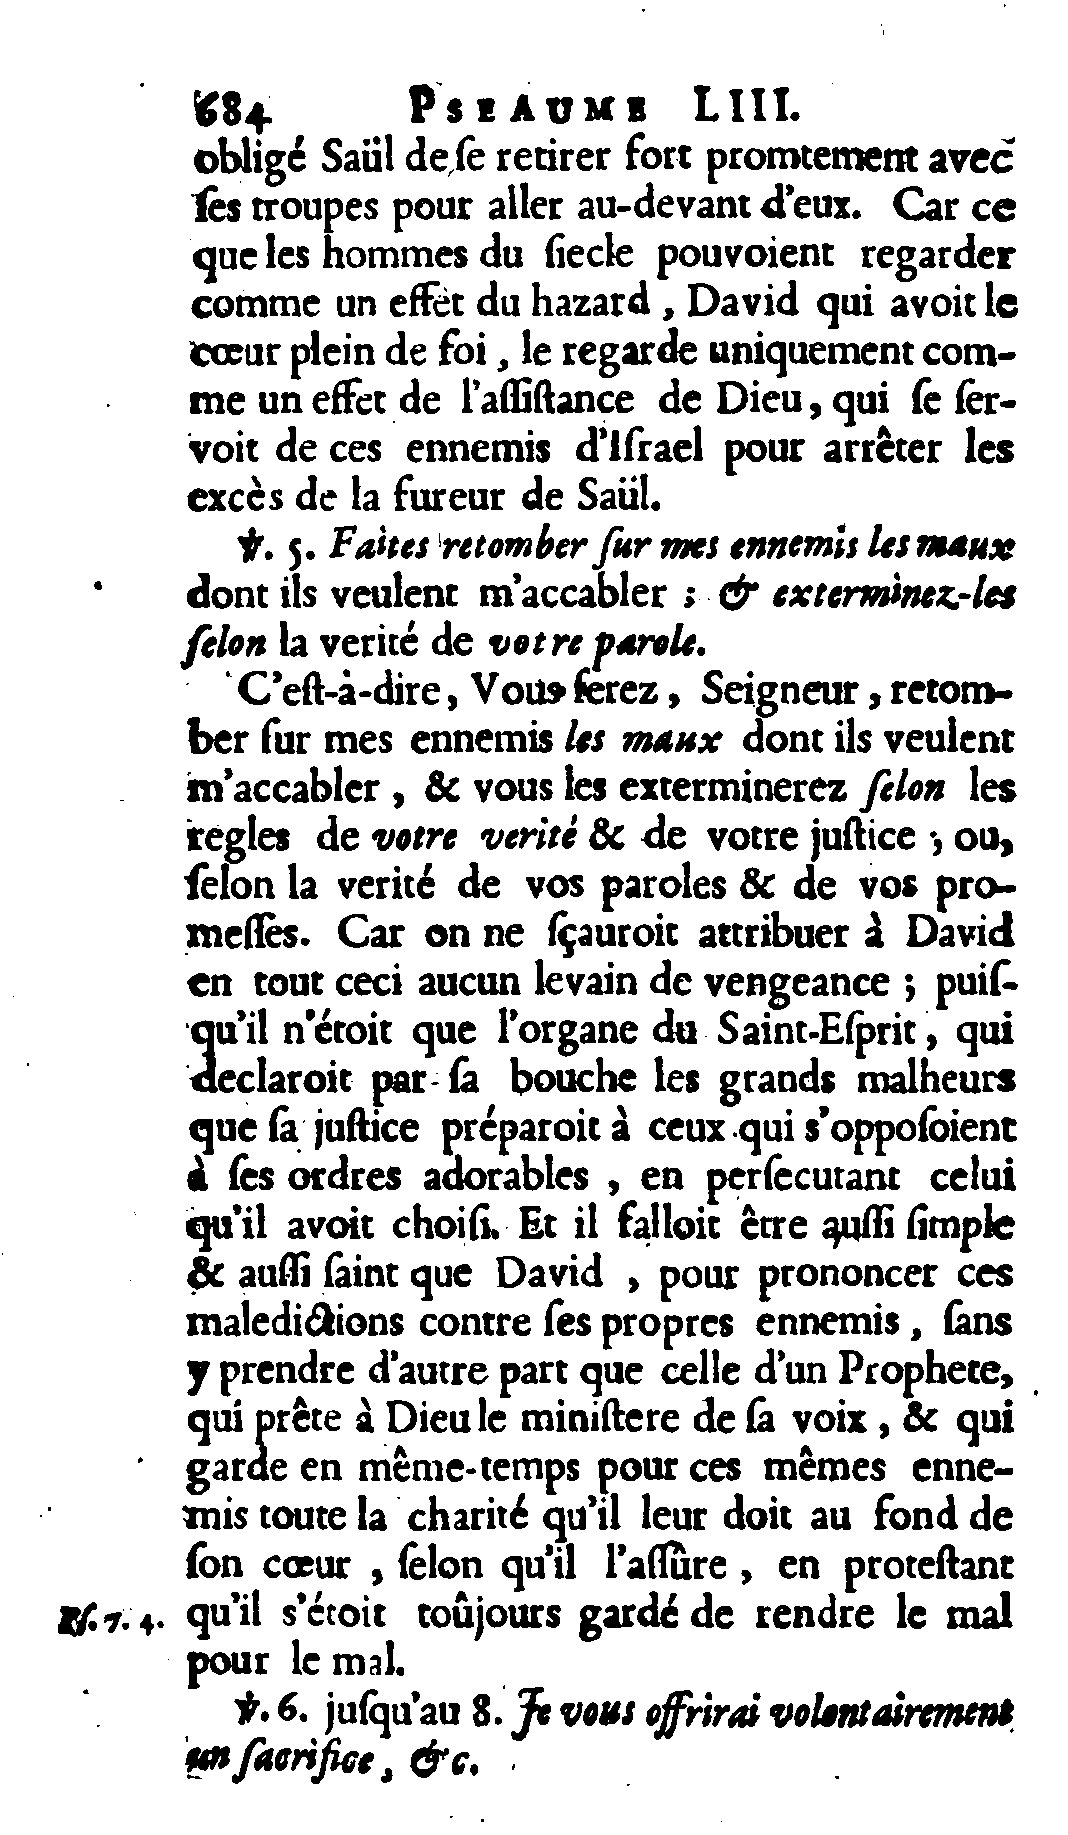 684 PSEAUME LIII.
obligé Saül de ſe retirer fort promtement avec
ſes troupes pour aller au-devant d'eux. Car ce
que les hommes du ſiecle pouvoient regarder
comme un effet du hazard, David qui avoit le
cœur plein de foi, le regarde uniquement com-
me un effet de l'aſſiſtance de Dieu, qui ſe ſer-
voit de ces ennemis d'Iſrael pour arrêter les
excès de la fureur de Saül.
℣. 5. Faites retomber ſur mes ennemis les maux
dont ils veulent m'accabler ; & exterminez-les
ſelon la verité de votre parole.
C'eſt-à-dire, Vous ferez, Seigneur, retom-
ber ſur mes ennemis les maux dont ils veulent
m'accabler, & vous les exterminerez ſelon les
regles de votre verité & de votre juſtice ; ou,
ſelon la verité de vos paroles & de vos pro-
meſſes. Car on ne ſçauroit attribuer à David
en tout ceci aucun levain de vengeance ; puiſ-
qu'il n'étoit que l'organe du Saint-Eſprit, qui
declaroit par ſa bouche les grands malheurs
que ſa juſtice préparoit à ceux qui s'oppoſoient
à ſes ordres adorables, en perſecutant celui
qu'il avoit choiſi. Et il falloit être auſſi ſimple
& auſſi ſaint que David, pour prononcer ces
maledictions contre ſes propres ennemis, ſans
y prendre d'autre part que celle d'un Prophete,
qui prête à Dieu le miniſtere de ſa voix, & qui
garde en même-temps pour ces mêmes enne-
mis toute la charité qu'il leur doit au fond de
ſon cœur, ſelon qu'il l'aſſûre, en proteſtant
Pſ. 7. 4. qu'il s'étoit toûjours gardé de rendre le mal
pour le mal.
℣. 6. juſqu'au 8. Je vous offrirai volontairement
un ſacrifice, &c.